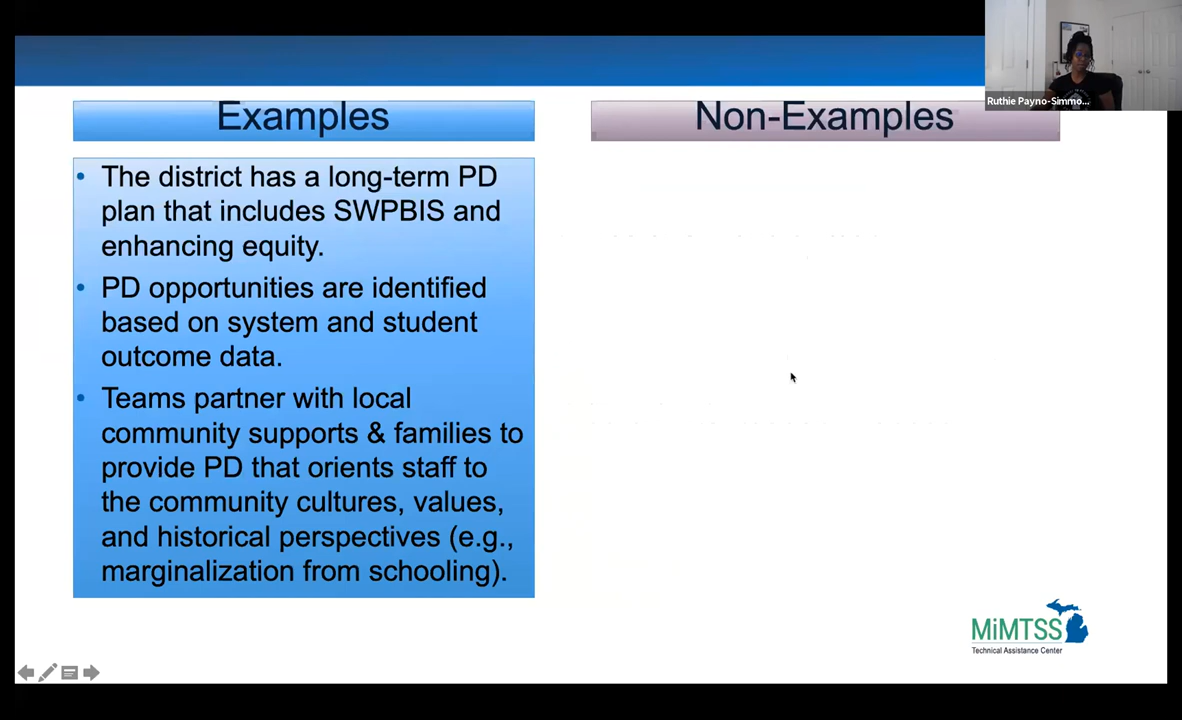 Ruthie Payno-Simmo...
Examples
Non-Examples
• The district has a long-term PD
plan that includes SWPBIS and
enhancing equity.
• PD opportunities are identified
based on system and student
outcome data.
• Teams partner with local
community supports & families to
provide PD that orients staff to
the community cultures, values,
and historical perspectives (e.g.,
marginalization from schooling).
MiMTSS
Technical Assistance Center